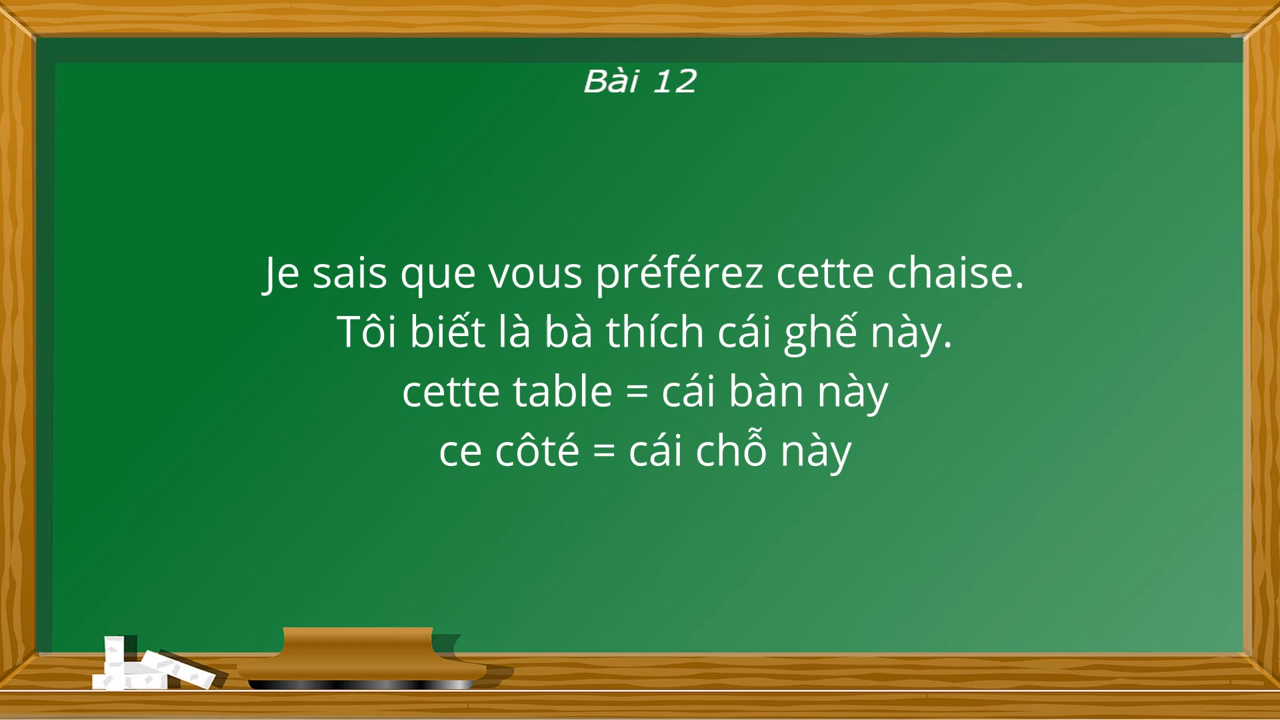 Bài 12
Je sais que vous préférez cette chaise.
Tôi biết là bà thích cái ghế này.
cette table = cái bàn này
ce côté = cái chỗ này